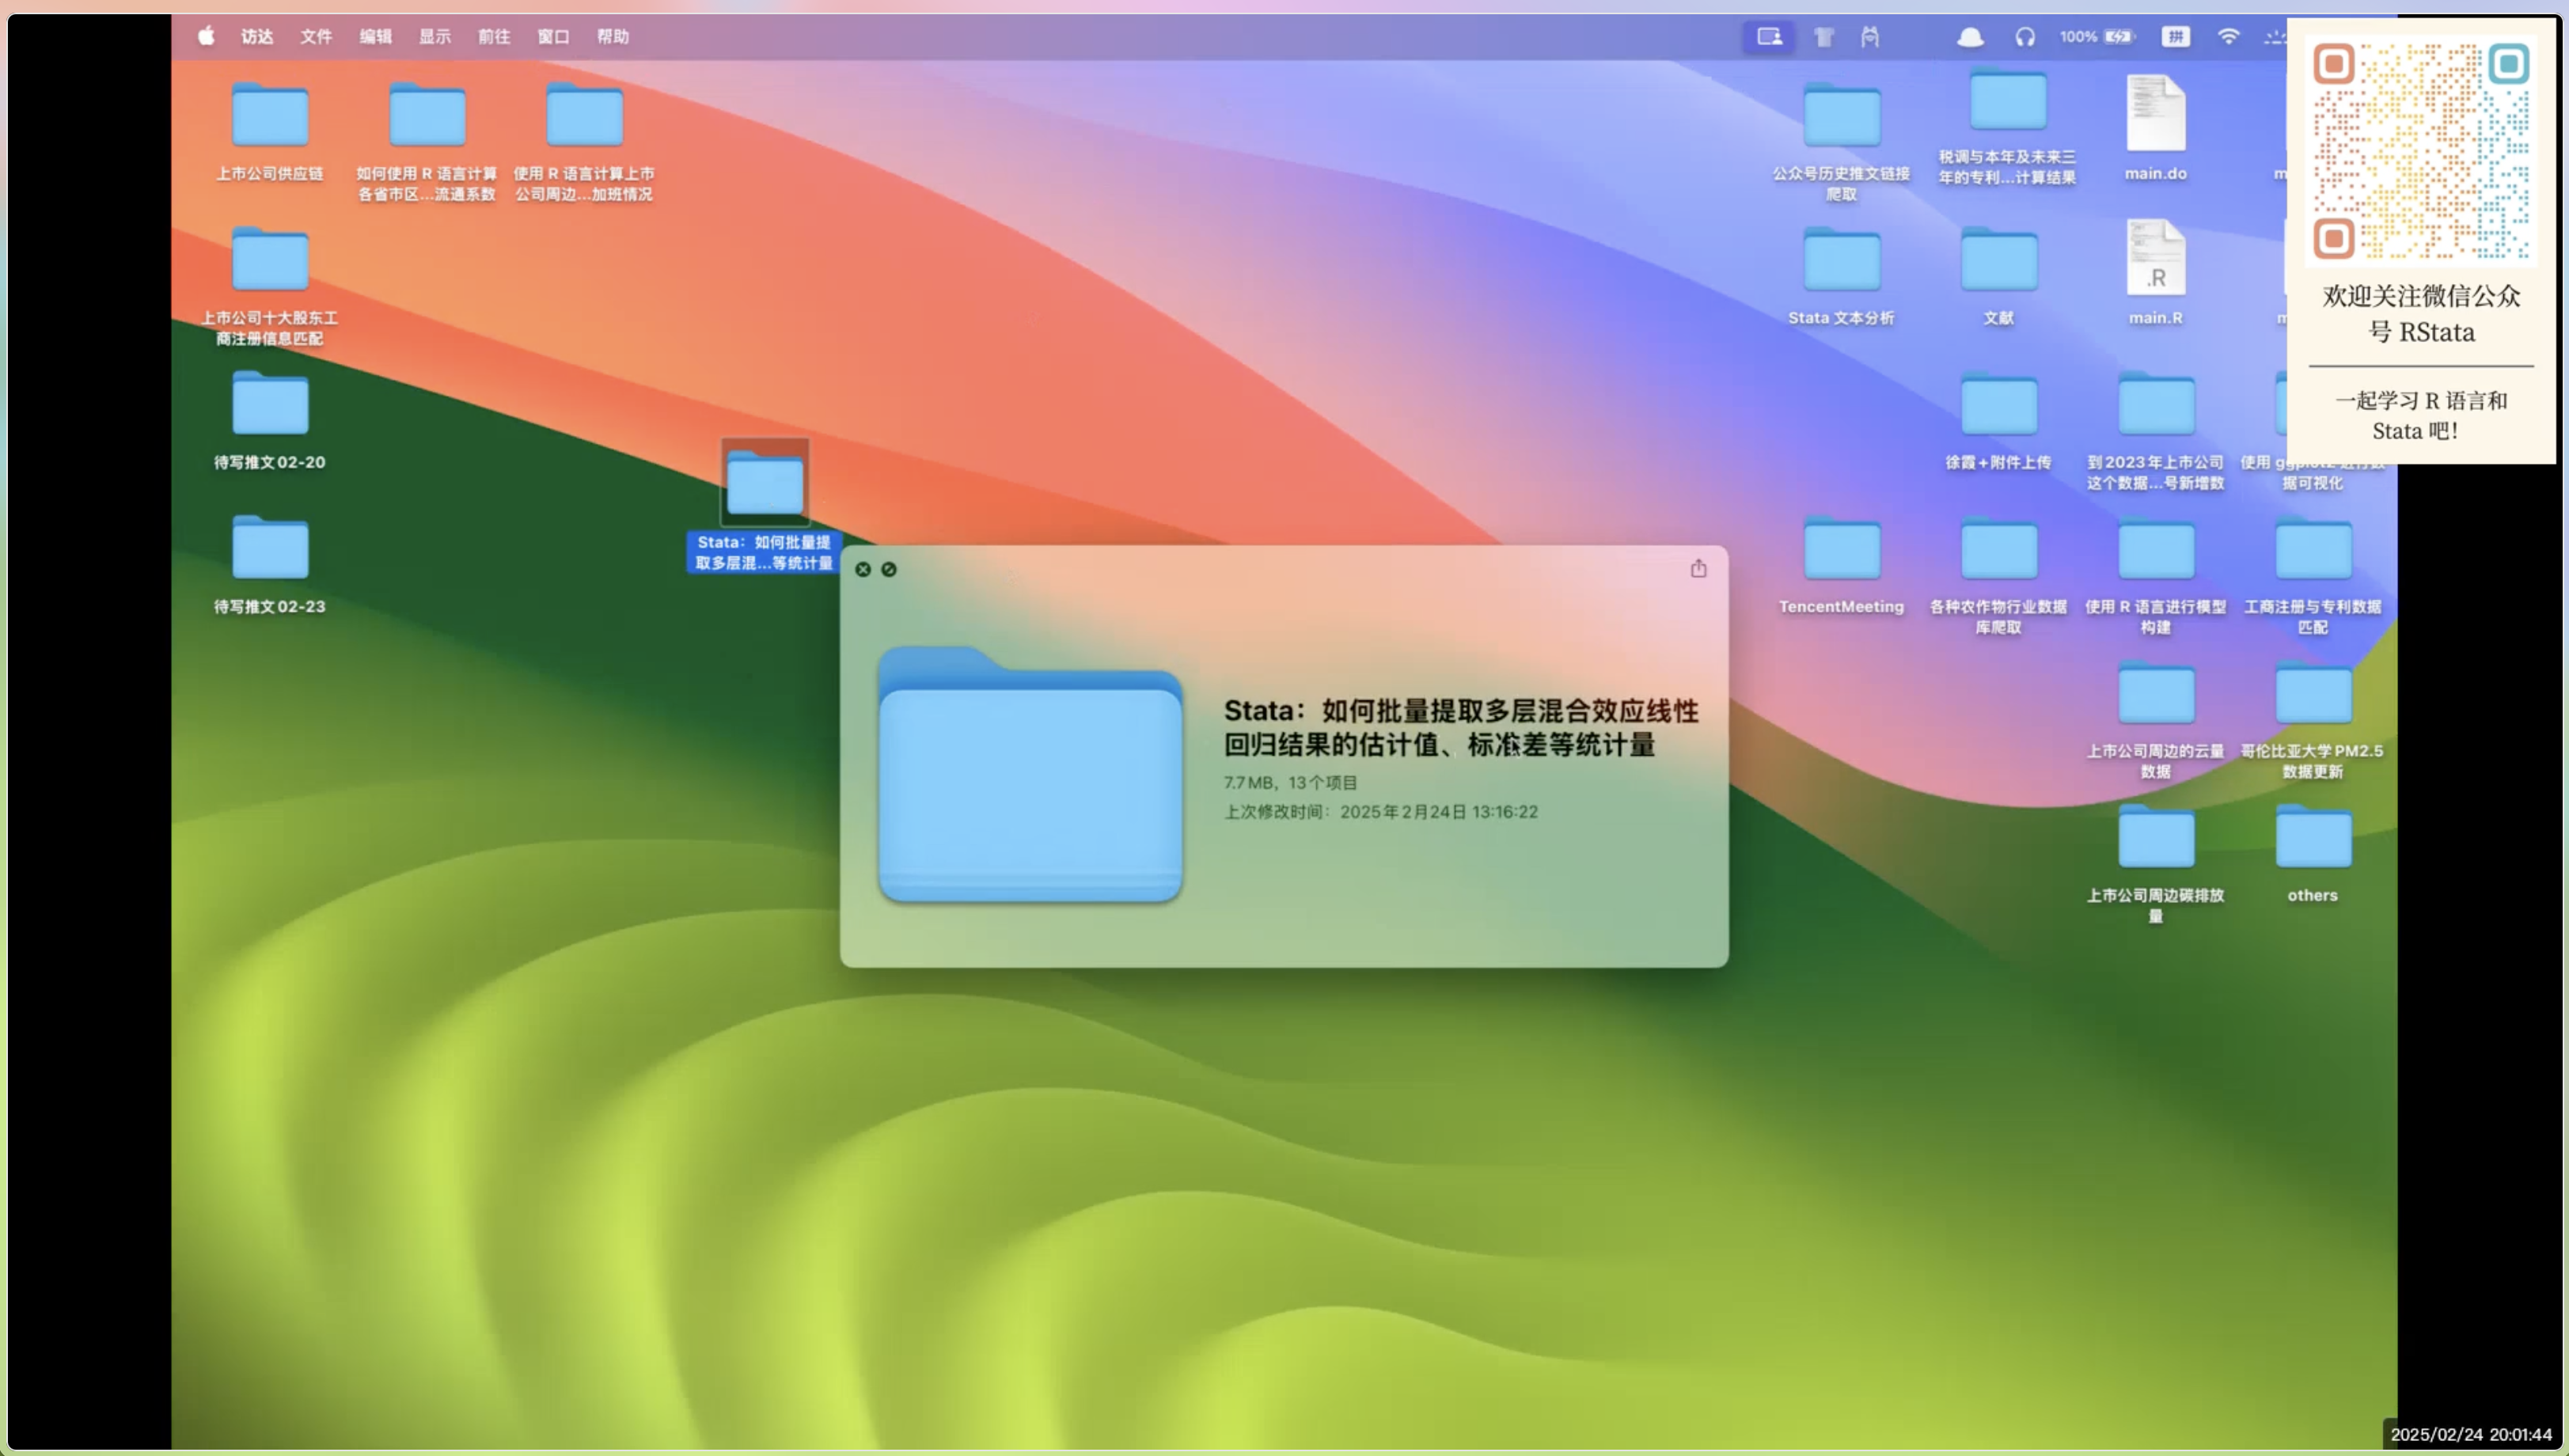 访达 文件 编辑 显示 前往 窗口 帮助
100% 拼
上市公司供应链
如何使用 R 语言计算
各省市区...流通系数
使用 R 语言计算上市
公司周边...加班情况
上市公司十大股东工
商注册信息匹配
待写推文 02-20
待写推文 02-23
Stata：如何批量提
取多层混...等统计量
Stata：如何批量提取多层混合效应线性
回归结果的估计值、标准差等统计量
7.7 MB，13个项目
上次修改时间：2025年2月24日 13:16:22
公众号历史推文链接
爬取
税调与本年及未来三
年的专利...计算结果
main.do
Stata 文本分析
文献
.R
main.R
徐霞+附件上传
到2023年上市公司
这个数据...号新增数
使用
据可视化
TencentMeeting
各种农作物行业数据
库爬取
使用 R 语言进行模型
构建
工商注册与专利数据
匹配
上市公司周边的云量
数据
哥伦比亚大学PM2.5
数据更新
上市公司周边碳排放
量
others
欢迎关注微信公众
号 RStata
一起学习 R 语言和
Stata 吧！
2025/02/24 20:01:44